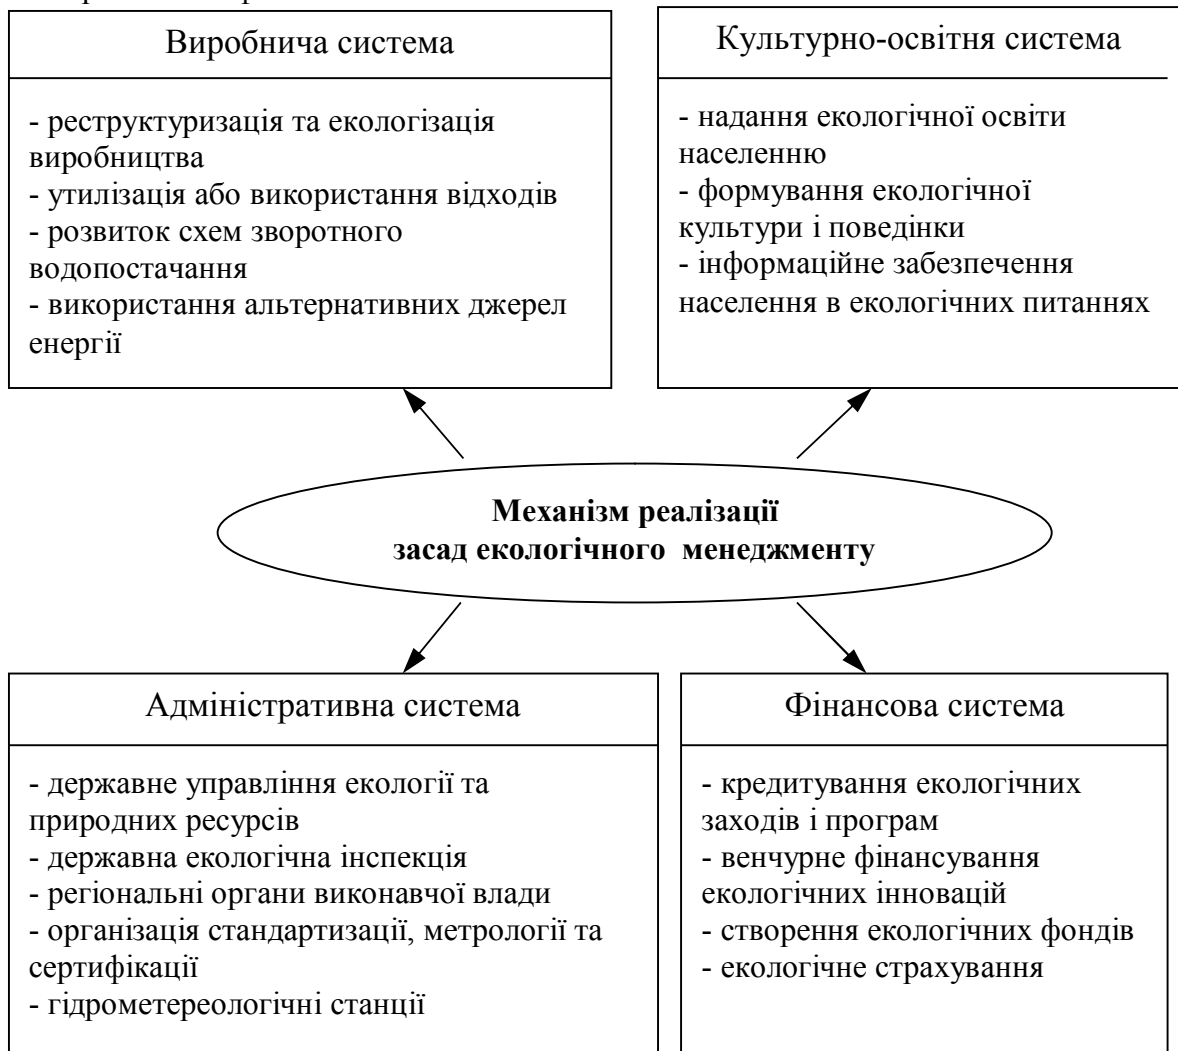 Виробнича система
- реструктуризація та екологізація
виробництва
- утилізація або використання відходів
- розвиток схем зворотного
водопостачання
- використання альтернативних джерел
енергії
Культурно-освітня система
- надання екологічної освіти
населенню
- формування екологічної
культури і поведінки
- інформаційне забезпечення
населення в екологічних питаннях
Механізм реалізації
засад екологічного менеджменту
Адміністративна система
- державне управління екології та
природних ресурсів
- державна екологічна інспекція
- регіональні органи виконавчої влади
- організація стандартизації, метрології та
сертифікації
- гідрометереологічні станції
Фінансова система
- кредитування екологічних
заходів і програм
- венчурне фінансування
екологічних інновацій
- створення екологічних фондів
- екологічне страхування